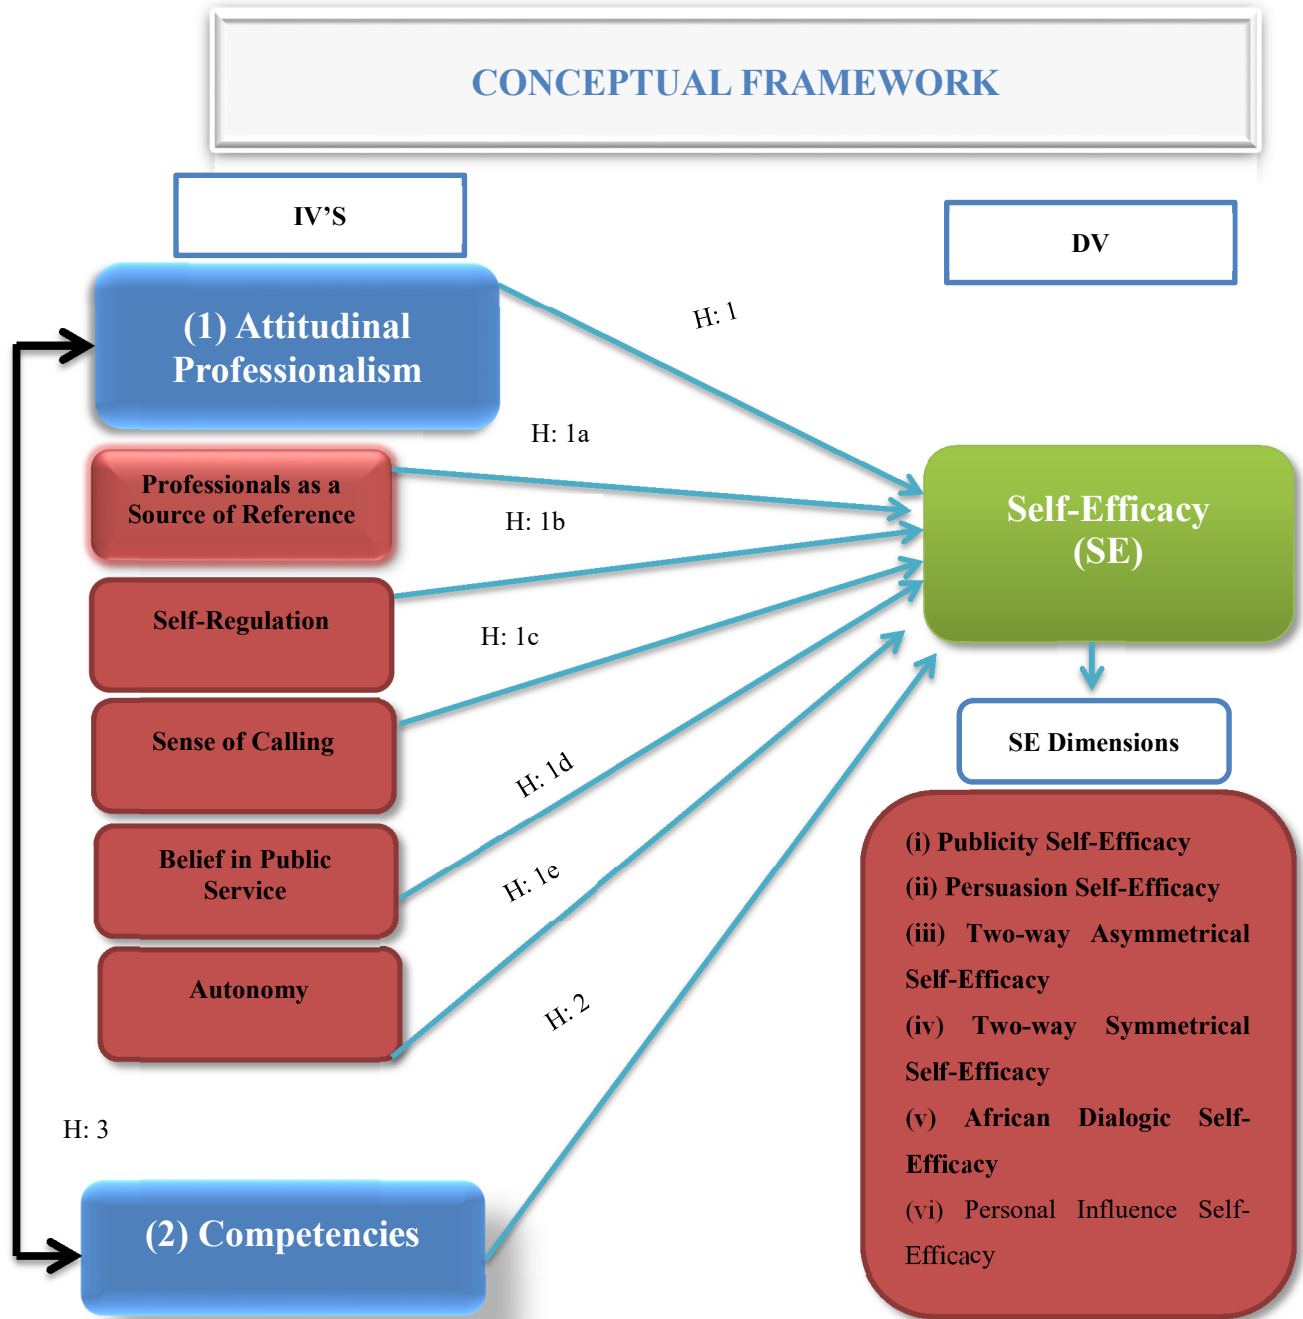 CONCEPTUAL FRAMEWORK
IV’S
DV
(1) Attitudinal
Professionalism
H: 1
H: 1a
Professionals as a
Source of Reference
H: 1b
Self-Efficacy
(SE)
Self-Regulation
H: 1c
Sense of Calling
SE Dimensions
H: 1d
Belief in Public
Service
H: 1e
Autonomy
H: 2
(i) Publicity Self-Efficacy
(ii) Persuasion Self-Efficacy
(iii) Two-way Asymmetrical
Self-Efficacy
(iv) Two-way Symmetrical
Self-Efficacy
(v) African Dialogic Self-
Efficacy
(vi) Personal Influence Self-
Efficacy
H: 3
(2) Competencies